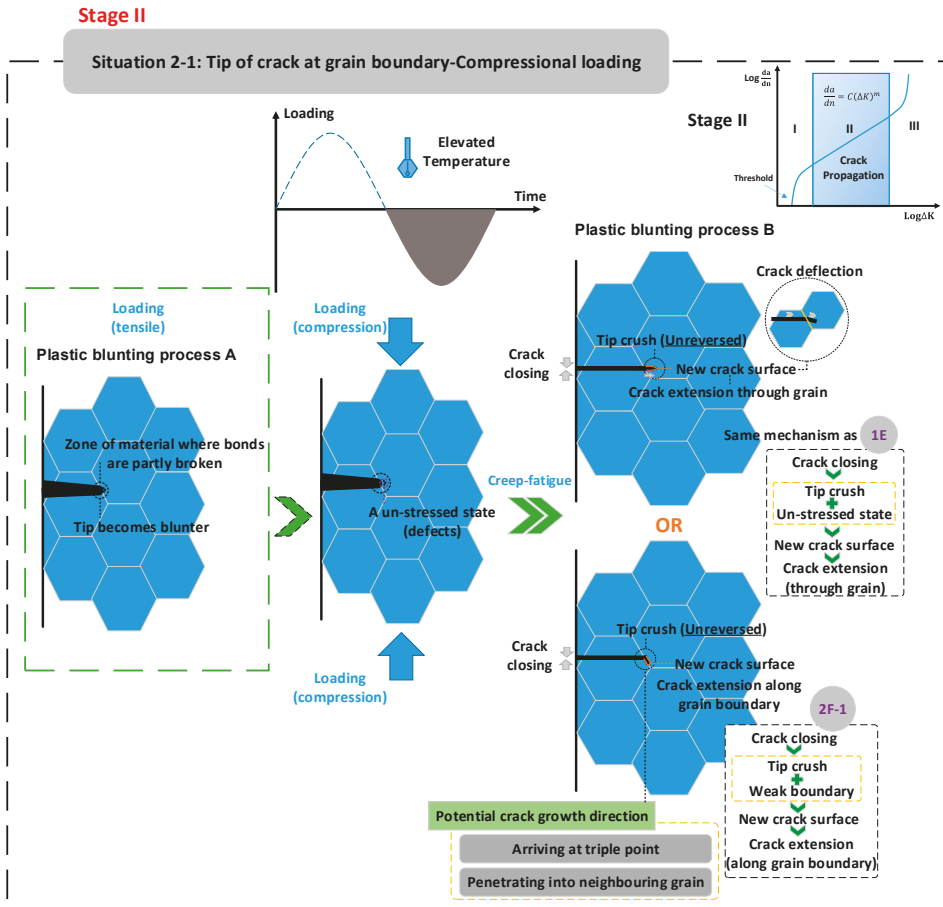 Stage II
Situation 2-1: Tip of crack at grain boundary-Compressional loading
Log da/dn
da/dn = C(ΔK)^m
Stage II
I
II
III
Crack
Propagation
Threshold
LogΔK
Loading
Elevated
Temperature
Time
Loading
(tensile)
Plastic blunting process A
Zone of material where bonds
are partly broken
Tip becomes blunter
Loading
(compression)
A un-stressed state
(defects)
Loading
(compression)
Creep-fatigue
Plastic blunting process B
Crack deflection
Crack
closing
Tip crush (Unreversed)
New crack surface
Crack extension through grain
Same mechanism as
1E
Crack closing
Tip crush
+
Un-stressed state
New crack surface
Crack extension
(through grain)
OR
Crack
closing
Tip crush (Unreversed)
New crack surface
Crack extension along
grain boundary
2F-1
Crack closing
Tip crush
+
Weak boundary
New crack surface
Crack extension
(along grain boundary)
Potential crack growth direction
Arriving at triple point
Penetrating into neighbouring grain